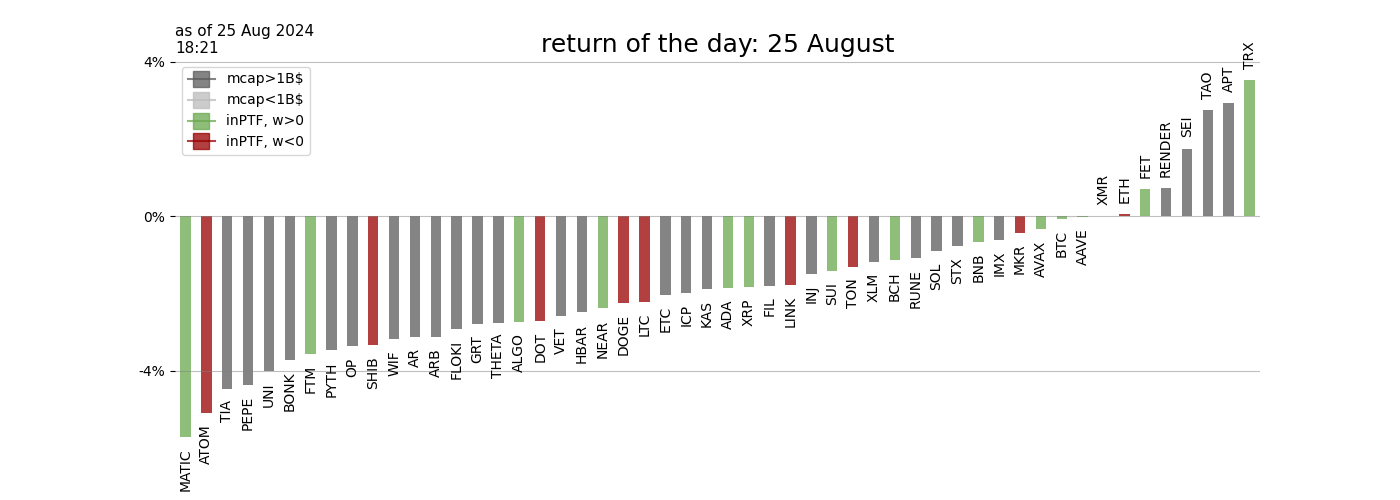 as of 25 Aug 2024
18:21
return of the day: 25 August
4%
0%
-4%
mcap>1B$
mcap<1B$
inPTF, w>0
inPTF, w<0
MATIC
ATOM
TIA
PEPE
UNI
BONK
FTM
PYTH
OP
SHIB
WIF
AR
ARB
FLOKI
GRT
THETA
ALGO
DOT
VET
HBAR
NEAR
DOGE
LTC
ETC
ICP
KAS
ADA
XRP
FIL
LINK
INJ
SUI
TON
XLM
BCH
RUNE
SOL
STX
BNB
IMX
MKR
AVAX
BTC
AAVE
XMR
ETH
FET
RENDER
SEI
TAO
APT
TRX